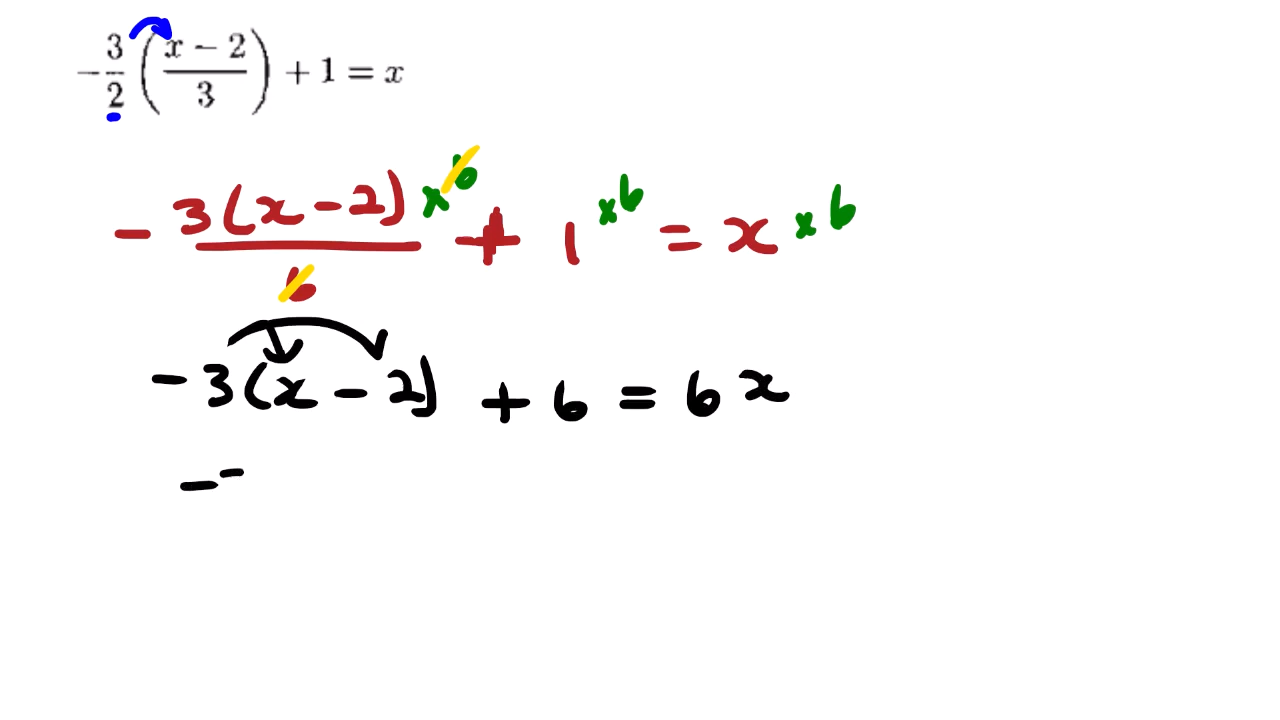 -3/2 ((x - 2)/3) + 1 = x
- 3(x - 2)/6 ×6 + 1 ×6 = x ×6
-3(x - 2) + 6 = 6x
-